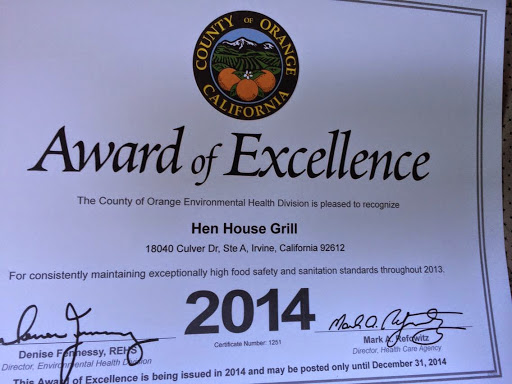 COUNTY OF ORANGE
CALIFORNIA
Award of Excellence
The County of Orange Environmental Health Division is pleased to recognize
Hen House Grill
18040 Culver Dr, Ste A, Irvine, California 92612
For consistently maintaining exceptionally high food safety and sanitation standards throughout 2013.
2014
Certificate Number: 1251
Denise Fennessy, REHS
Director, Environmental Health Division
Mark A. Refowitz
Director, Health Care Agency
This Award of Excellence is being issued in 2014 and may be posted only until December 31, 2014